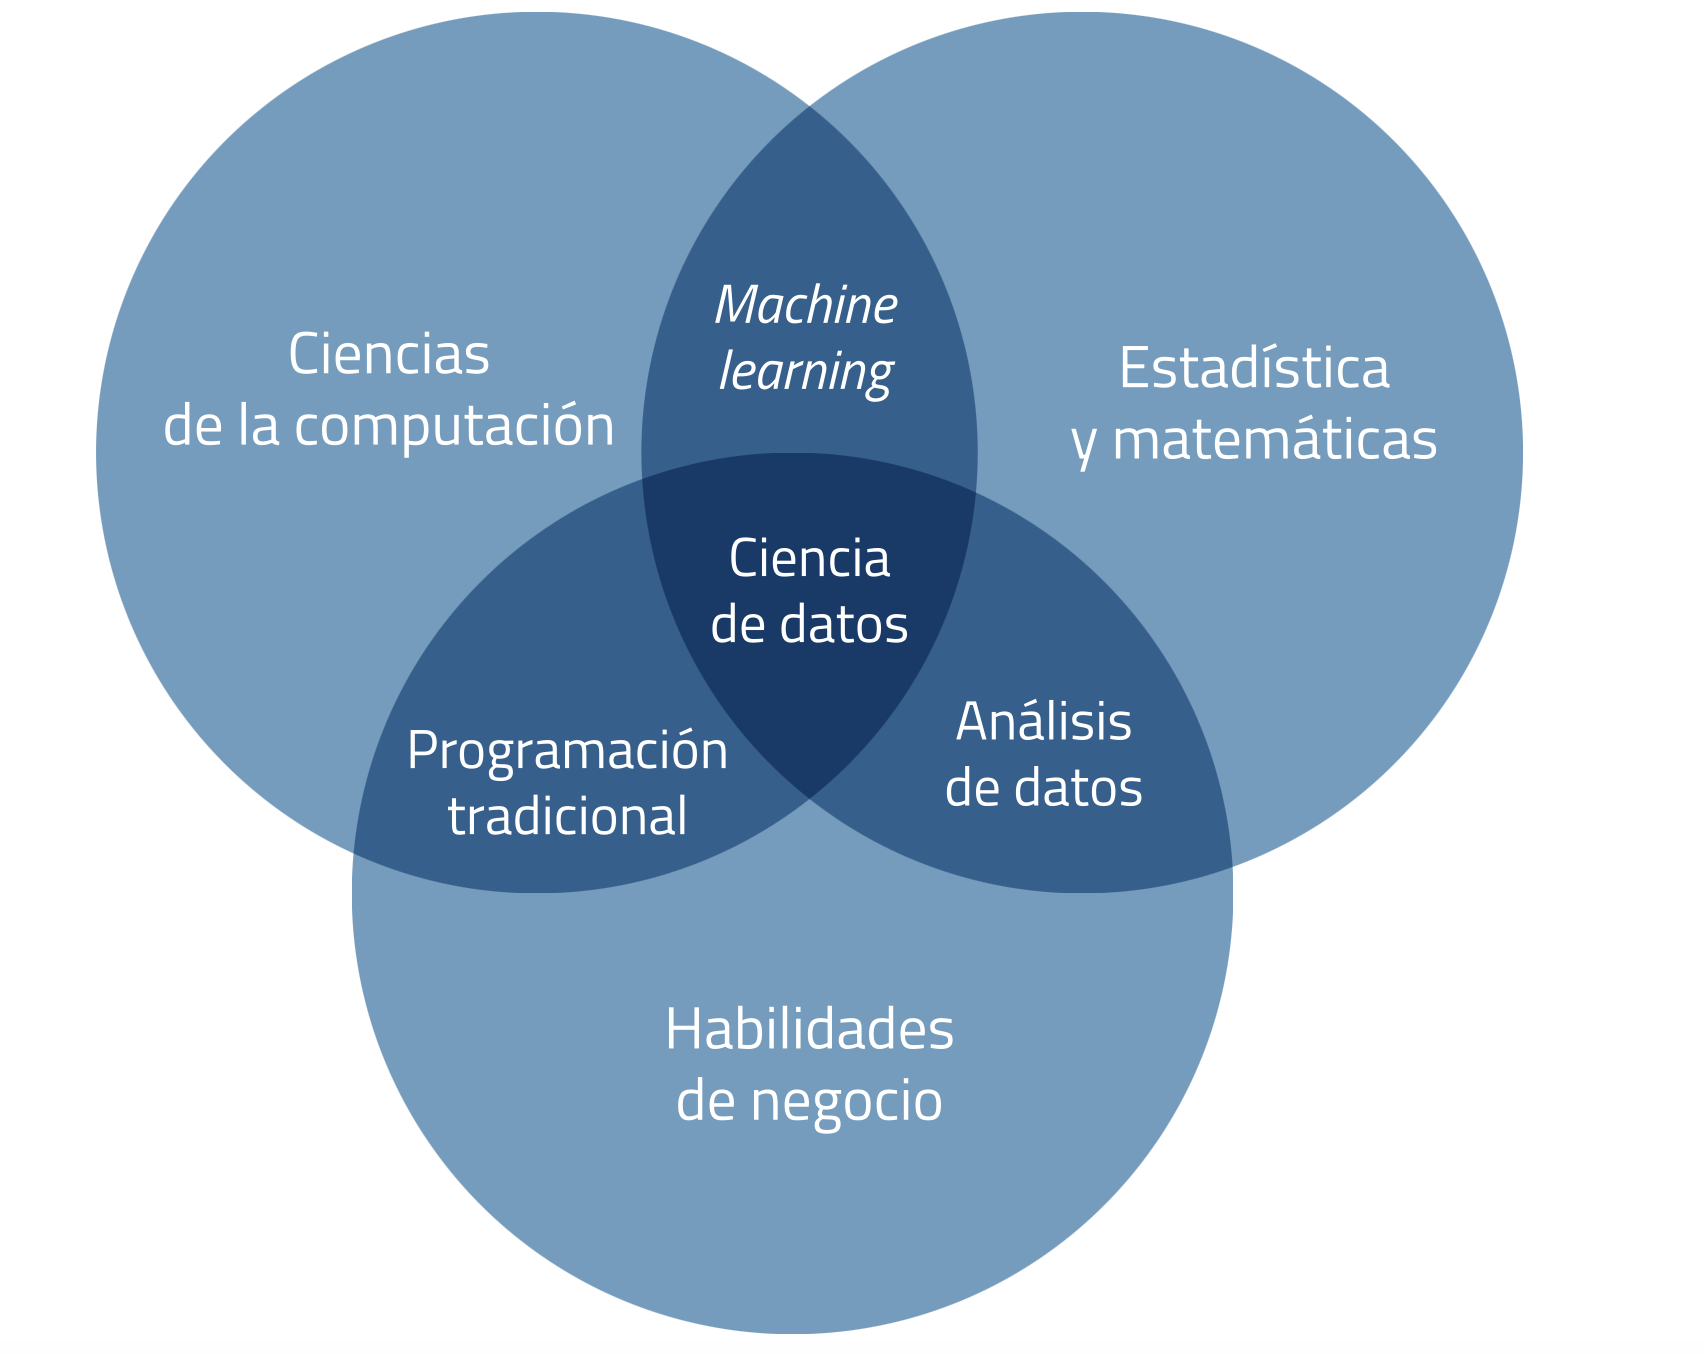 Machine
learning
Ciencias
de la computación
Estadística
y matemáticas
Ciencia
de datos
Programación
tradicional
Análisis
de datos
Habilidades
de negocio